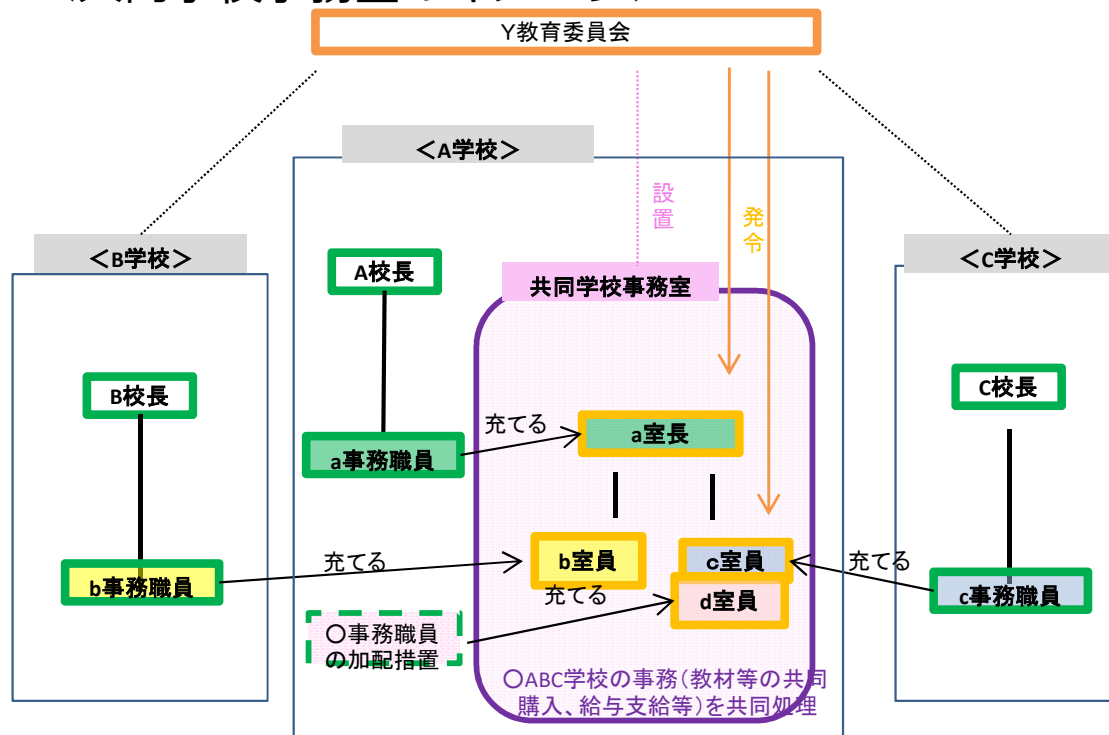 Y教育委員会
＜A学校＞
設置
発令
＜B学校＞
＜C学校＞
A校長
共同学校事務室
B校長
C校長
充てる
a室長
a事務職員
b室員
c室員
充てる
充てる
b事務職員
充てる
d室員
c事務職員
〇事務職員
の加配措置
〇ABC学校の事務（教材等の共同
購入、給与支給等）を共同処理